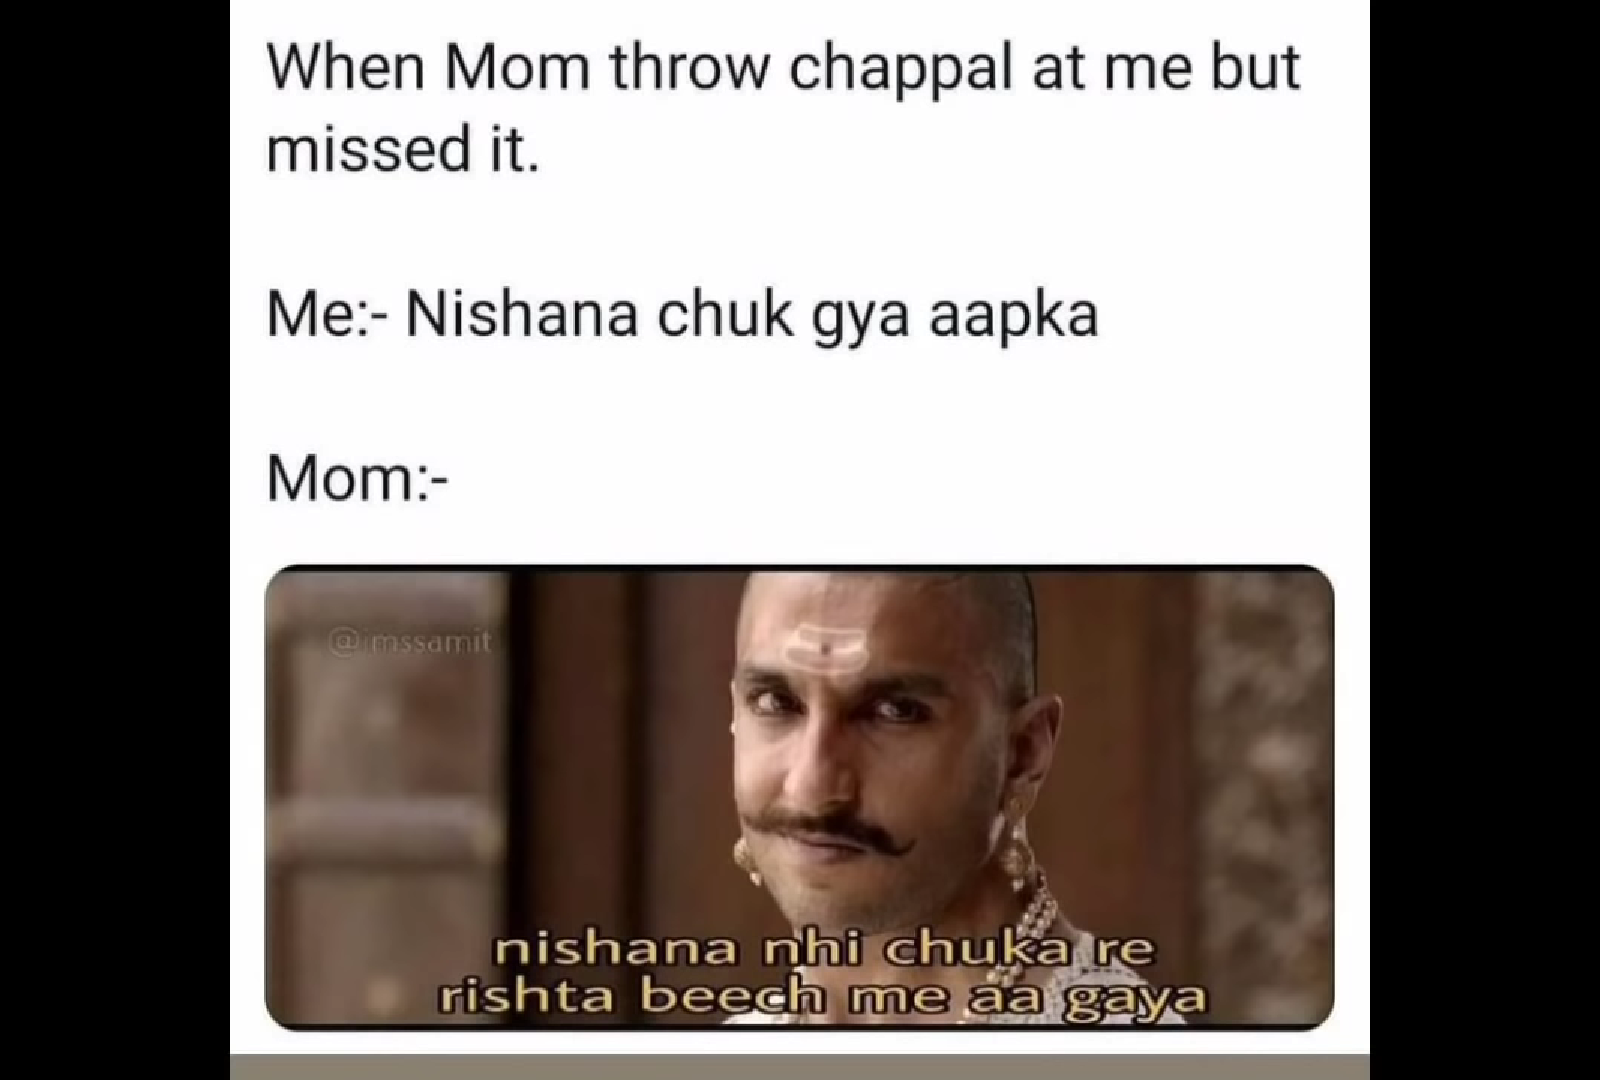 When Mom throw chappal at me but
missed it.
Me:- Nishana chuk gya aapka
Mom:-
@imssamit
nishana nhi chuka re
rishta beech me aa gaya